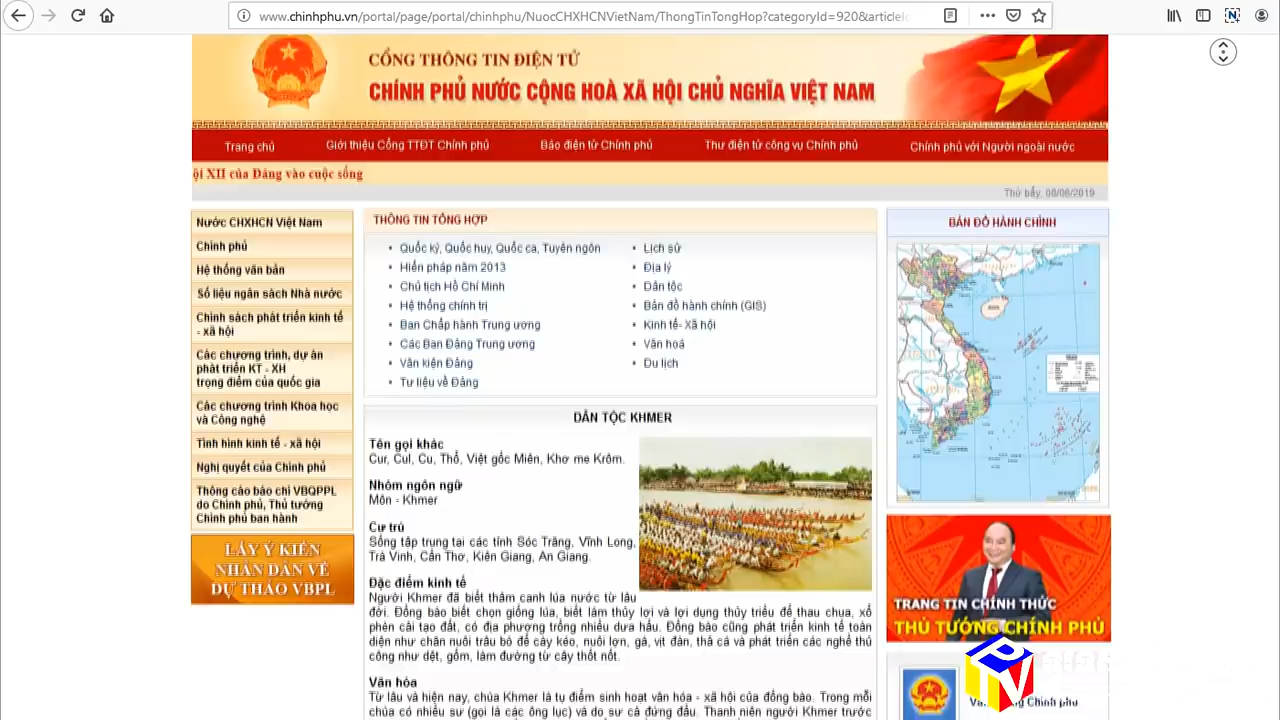 www.chinhphu.vn/portal/page/portal/chinhphu/NuocCHXHCNVietNam/ThongTinTongHop?categoryId=920&article
CỔNG THÔNG TIN ĐIỆN TỬ
CHÍNH PHỦ NƯỚC CỘNG HOÀ XÃ HỘI CHỦ NGHĨA VIỆT NAM
Trang chủ
Giới thiệu Cổng TTĐT Chính phủ
Báo điện tử Chính phủ
Thư điện tử công vụ Chính phủ
Chính phủ với Người nước ngoài
ội XII của Đảng vào cuộc sống
Thứ bảy, 08/06/2019
Nước CHXHCN Việt Nam
Chính phủ
Hệ thống văn bản
Số liệu ngân sách Nhà nước
Chính sách phát triển kinh tế
- xã hội
Các chương trình, dự án
phát triển KT - XH
trọng điểm của quốc gia
Các chương trình Khoa học
và Công nghệ
Tình hình kinh tế - xã hội
Nghị quyết của Chính phủ
Thông cáo báo chí VBQPPL
do Chính phủ, Thủ tướng
Chính phủ ban hành
LẤY Ý KIẾN
NHÂN DÂN VỀ
DỰ THẢO VBPL
THÔNG TIN TỔNG HỢP
• Quốc kỳ, Quốc huy, Quốc ca, Tuyên ngôn
• Hiến pháp năm 2013
• Chủ tịch Hồ Chí Minh
• Hệ thống chính trị
• Ban Chấp hành Trung ương
• Các Ban Đảng Trung ương
• Văn kiện Đảng
• Tư liệu về Đảng
• Lịch sử
• Địa lý
• Dân tộc
• Bản đồ hành chính (GIS)
• Kinh tế- Xã hội
• Văn hoá
• Du lịch
DÂN TỘC KHMER
Tên gọi khác
Cur, Cul, Cu, Thổ, Việt gốc Miên, Khơ me Krôm.
Nhóm ngôn ngữ
Môn - Khmer
Cư trú
Sống tập trung tại các tỉnh Sóc Trăng, Vĩnh Long,
Trà Vinh, Cần Thơ, Kiên Giang, An Giang.
Đặc điểm kinh tế
Người Khmer đã biết thâm canh lúa nước từ lâu
đời. Đồng bào biết chọn giống lúa, biết làm thủy lợi và lợi dụng thủy triều để thau chua, xổ
phèn cải tạo đất, có địa phương trồng nhiều dưa hấu. Đồng bào cũng phát triển kinh tế toàn
diện như chăn nuôi trâu bò để cày kéo, nuôi lợn, gà, vịt đàn, thả cá và phát triển các nghề thủ
công như dệt, gốm, làm đường từ cây thốt nốt.
Văn hóa
Từ lâu và hiện nay, chùa Khmer là tụ điểm sinh hoạt văn hóa - xã hội của đồng bào. Trong mỗi
chùa có nhiều sư (gọi là các ông lục) và do sư cả đứng đầu. Thanh niên người Khmer trước
BẢN ĐỒ HÀNH CHÍNH
TRANG TIN CHÍNH THỨC
THỦ TƯỚNG CHÍNH PHỦ
Chính phủ